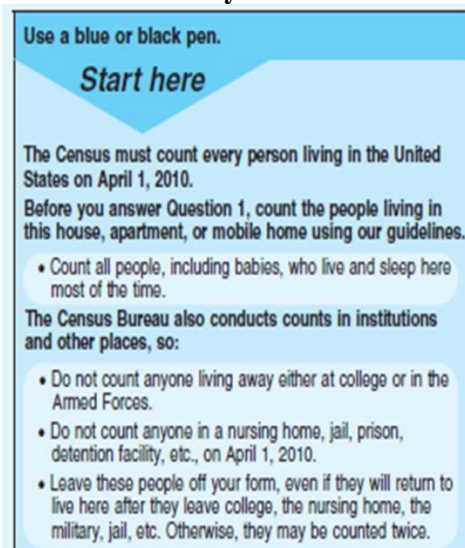 Use a blue or black pen.
Start here
The Census must count every person living in the United
States on April 1, 2010.
Before you answer Question 1, count the people living in
this house, apartment, or mobile home using our guidelines.
• Count all people, including babies, who live and sleep here
most of the time.
The Census Bureau also conducts counts in institutions
and other places, so:
• Do not count anyone living away either at college or in the
Armed Forces.
• Do not count anyone in a nursing home, jail, prison,
detention facility, etc., on April 1, 2010.
• Leave these people off your form, even if they will return to
live here after they leave college, the nursing home, the
military, jail, etc. Otherwise, they may be counted twice.